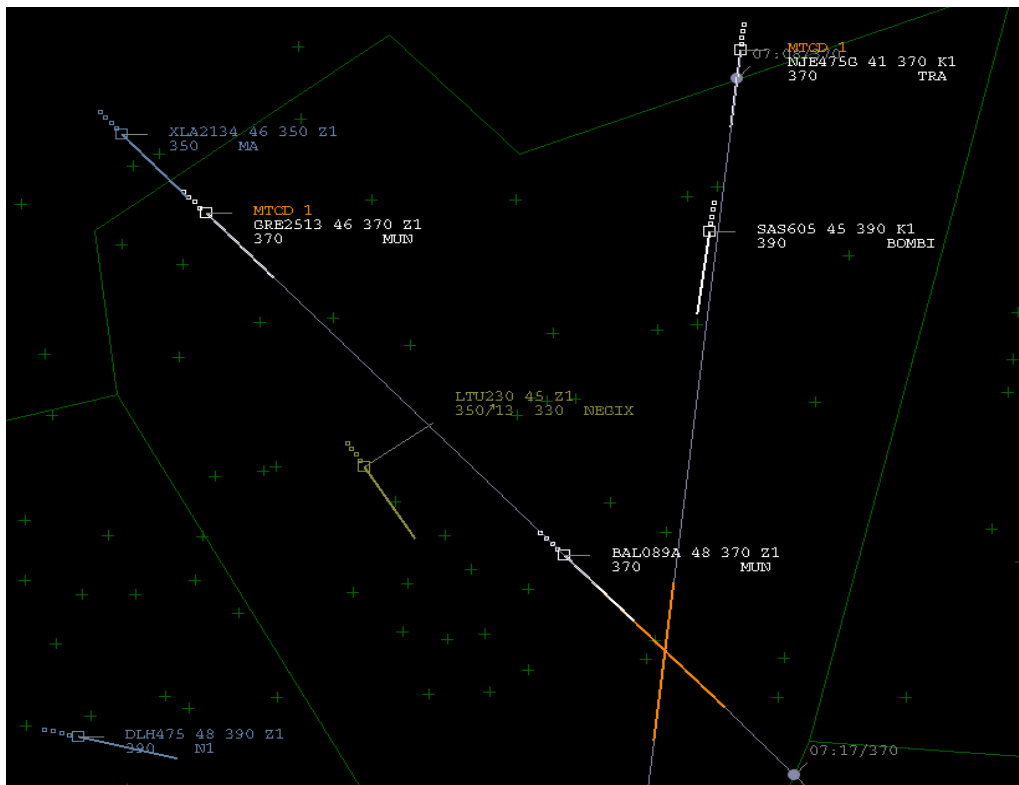 MTCD 1
07:08/370
NJE475G 41 370 K1
370 TRA
XLA2134 46 350 Z1
350 MA
MTCD 1
GRE2513 46 370 Z1
370 MUN
SAS605 45 390 K1
390 BOMBI
LTU230 45 Z1
350/13 330 NEGIX
BAL089A 48 370 Z1
370 MUN
DLH475 48 390 Z1
390 N1
07:17/370